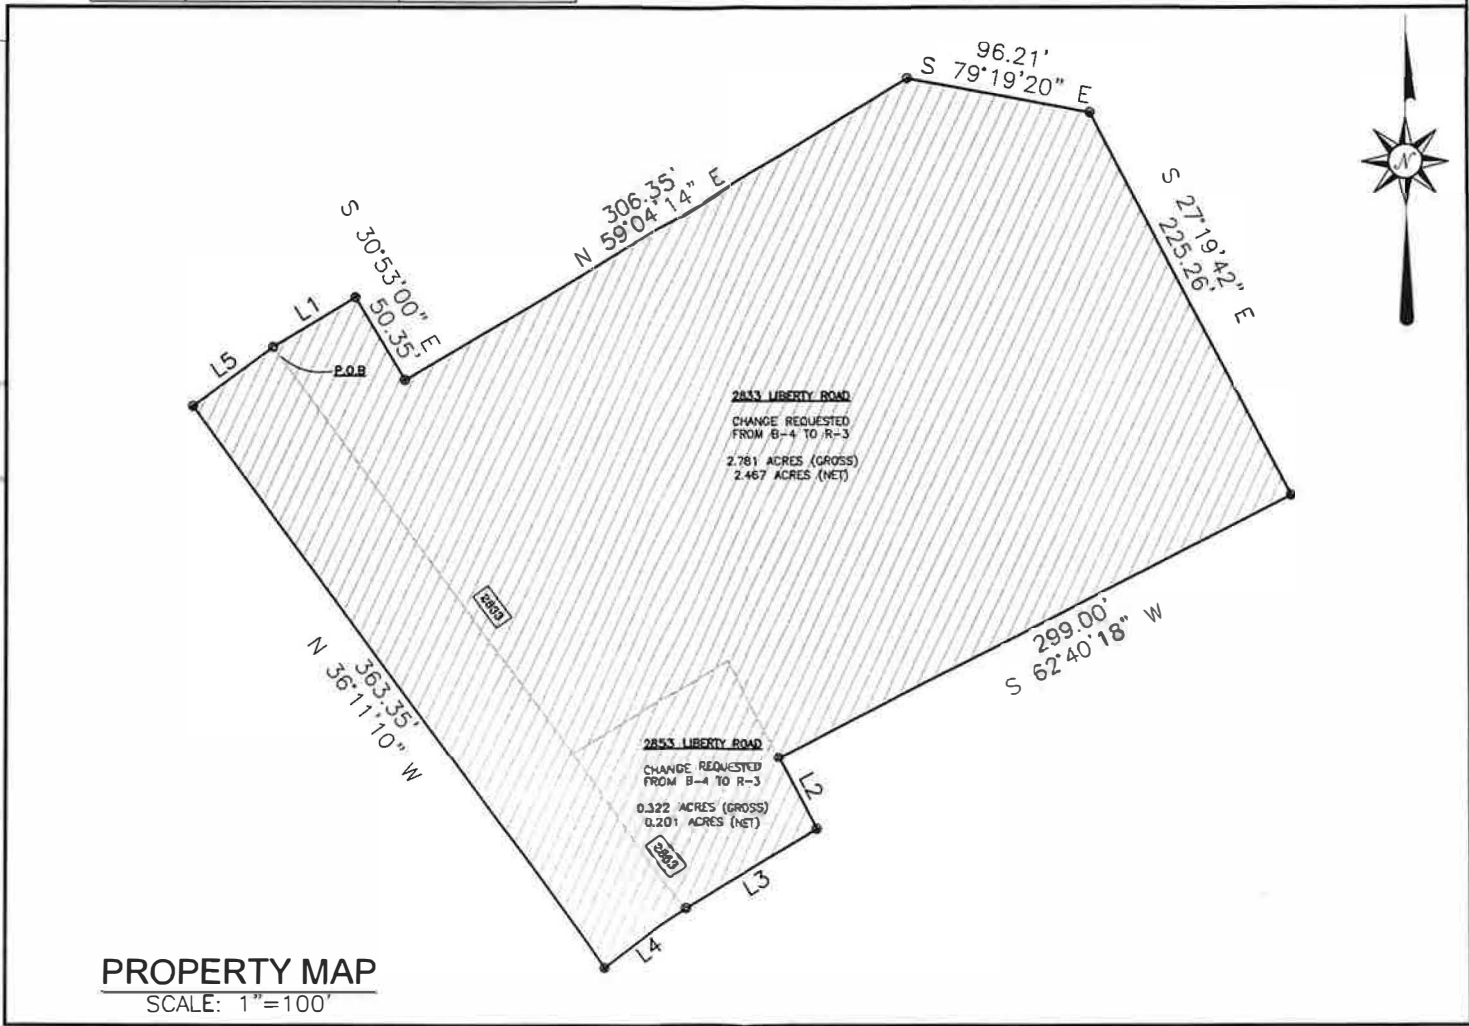 96.21'
S 79°19'20" E
N
306.35'
N 59°04'14" E
S 27°19'42" E
225.26'
S 30°53'00" E
50.35'
L1
L5
P.O.B
2833 LIBERTY ROAD
CHANGE REQUESTED
FROM B-4 TO R-3
2.781 ACRES (GROSS)
2.467 ACRES (NET)
2833
299.00'
S 62°40'18" W
363.35'
N 36°11'10" W
2853 LIBERTY ROAD
CHANGE REQUESTED
FROM B-4 TO R-3
0.322 ACRES (GROSS)
0.201 ACRES (NET)
L2
L3
L4
PROPERTY MAP
SCALE: 1"=100'